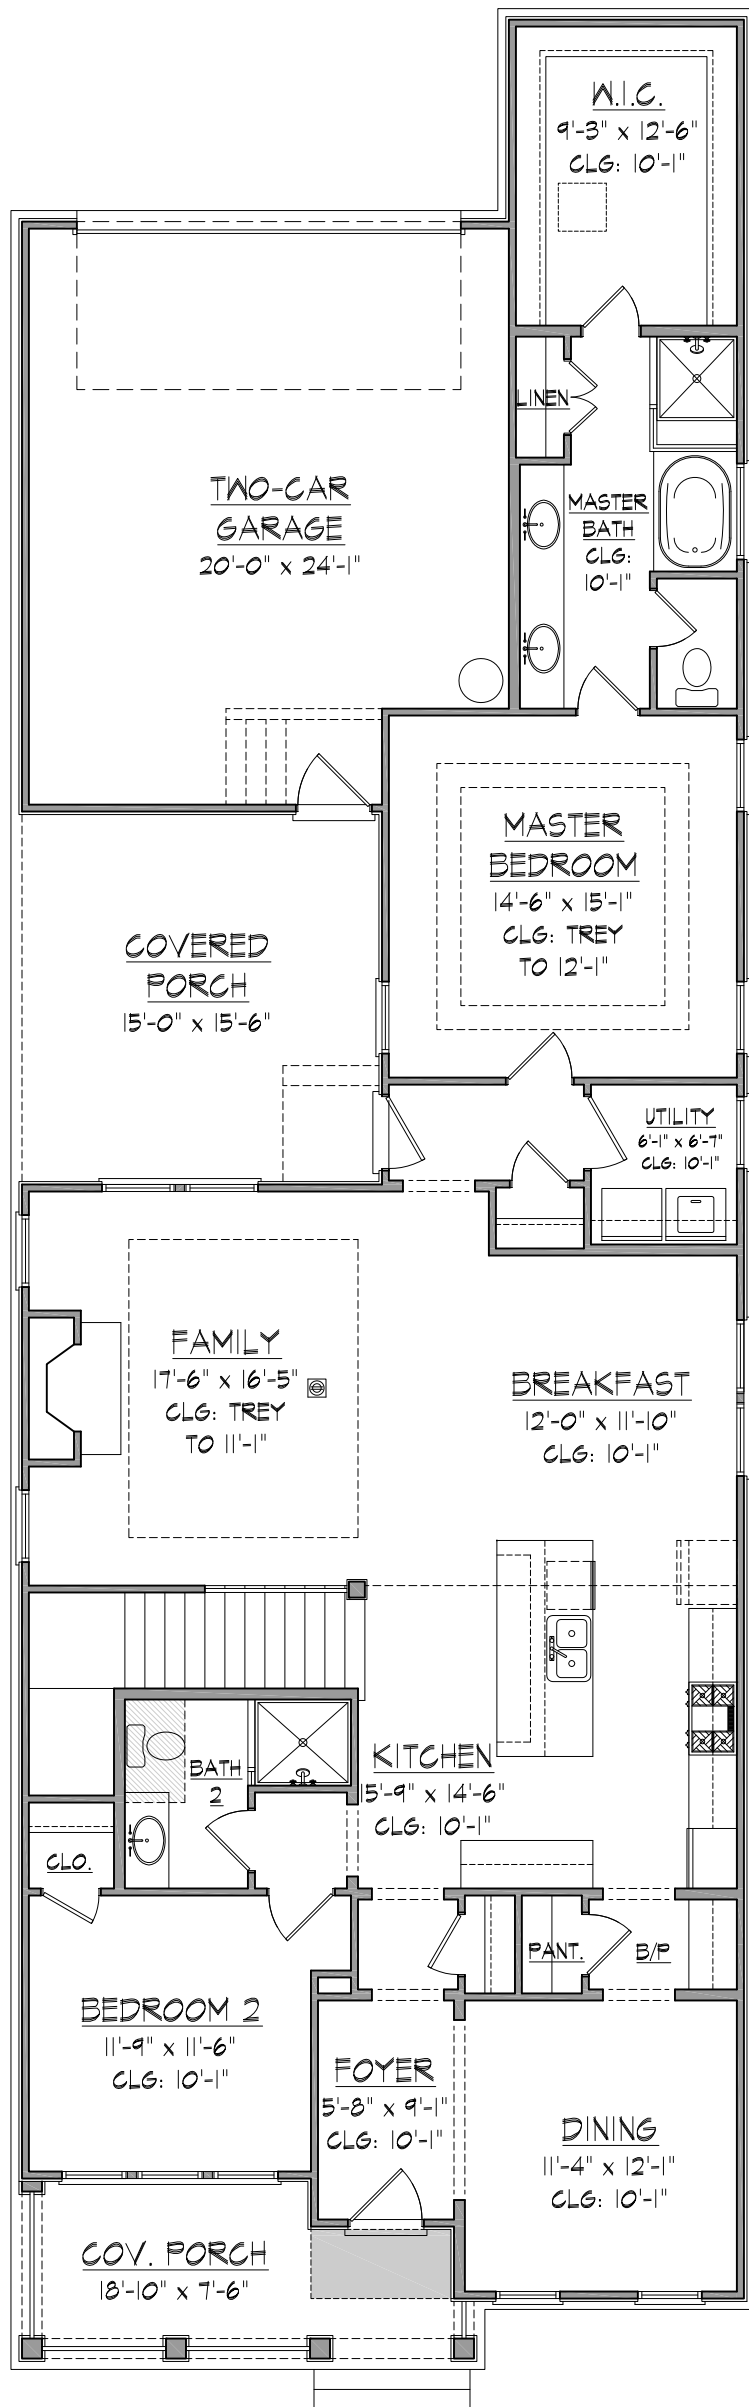 W.I.C.
9'-3" x 12'-6"
CLG: 10'-1"
LINEN
TWO-CAR
GARAGE
20'-0" x 24'-1"
MASTER
BATH
CLG:
10'-1"
MASTER
BEDROOM
14'-6" x 15'-1"
CLG: TREY
TO 12'-1"
COVERED
PORCH
15'-0" x 15'-6"
UTILITY
6'-1" x 6'-7"
CLG: 10'-1"
FAMILY
17'-6" x 16'-5"
CLG: TREY
TO 11'-1"
BREAKFAST
12'-0" x 11'-10"
CLG: 10'-1"
KITCHEN
15'-9" x 14'-6"
CLG: 10'-1"
BATH
2
CLO.
PANT.
B/P
BEDROOM 2
11'-9" x 11'-6"
CLG: 10'-1"
FOYER
5'-8" x 9'-1"
CLG: 10'-1"
DINING
11'-4" x 12'-1"
CLG: 10'-1"
COV. PORCH
18'-10" x 7'-6"